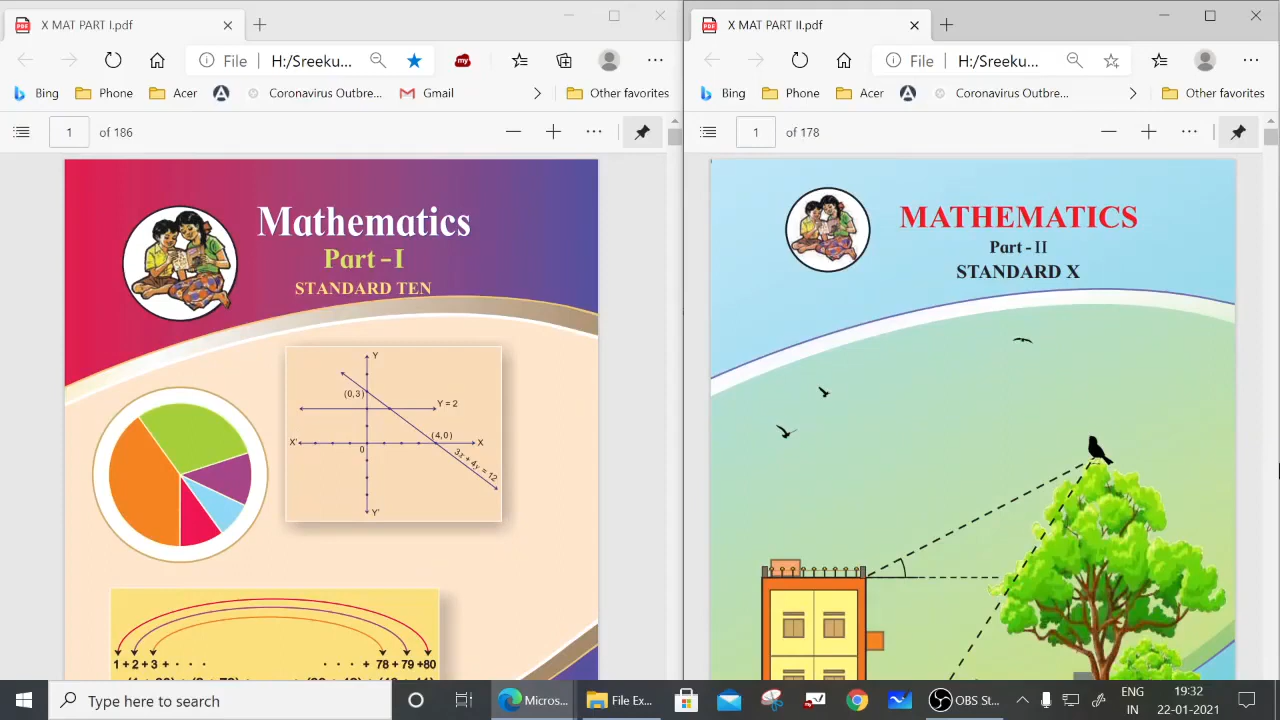 X MAT PART I.pdf
File
H:/Sreeku...
Bing
Phone
Acer
Coronavirus Outbre...
Gmail
Other favorites
1 of 186
Mathematics
Part - I
STANDARD TEN
Y
(0,3)
Y = 2
X'
(4,0)
X
0
3x + 4y = 12
Y'
1 + 2 + 3 + · · · · · · · + 78 + 79 +80
X MAT PART II.pdf
File
H:/Sreeku...
Bing
Phone
Acer
Coronavirus Outbre...
Other favorites
1 of 178
MATHEMATICS
Part - II
STANDARD X
Type here to search
Micros...
File Ex...
OBS St...
ENG
IN
19:32
22-01-2021